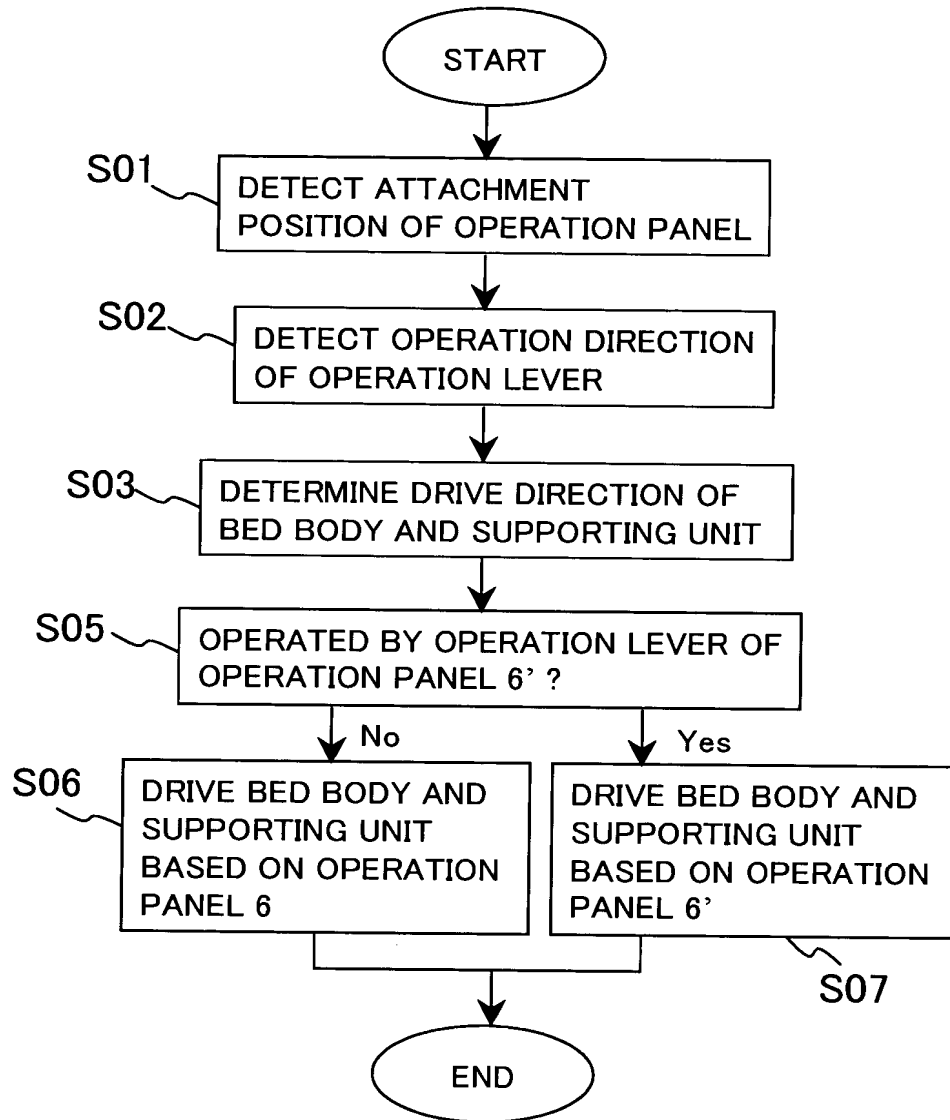 START
S01
DETECT ATTACHMENT
POSITION OF OPERATION PANEL
S02
DETECT OPERATION DIRECTION
OF OPERATION LEVER
S03
DETERMINE DRIVE DIRECTION OF
BED BODY AND SUPPORTING UNIT
S05
OPERATED BY OPERATION LEVER OF
OPERATION PANEL 6' ?
No
Yes
S06
DRIVE BED BODY AND
SUPPORTING UNIT
BASED ON OPERATION
PANEL 6
DRIVE BED BODY AND
SUPPORTING UNIT
BASED ON OPERATION
PANEL 6'
S07
END